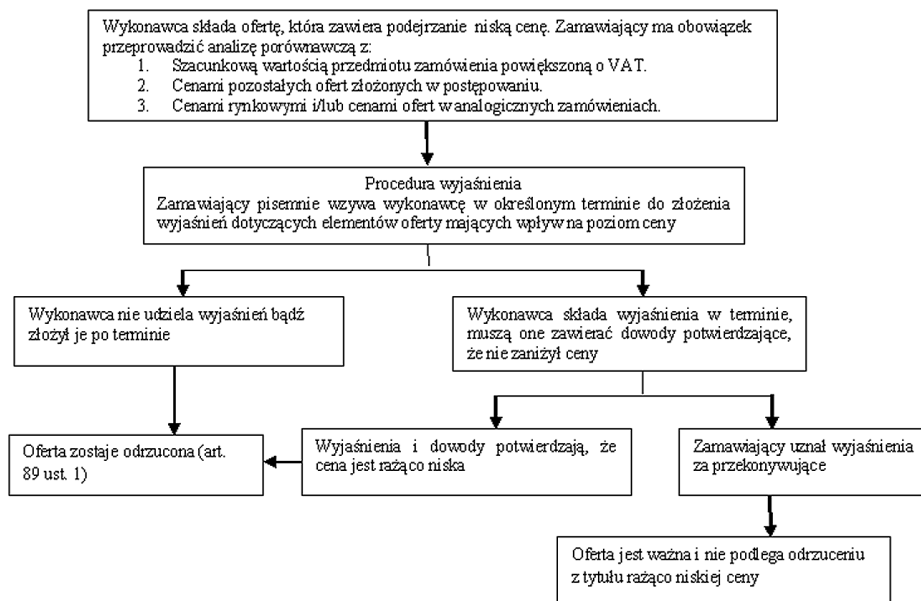 Wykonawca składa ofertę, która zawiera podejrzanie niską cenę. Zamawiający ma obowiązek
przeprowadzić analizę porównawczą z:
1. Szacunkową wartością przedmiotu zamówienia powiększoną o VAT.
2. Cenami pozostałych ofert złożonych w postępowaniu.
3. Cenami rynkowymi i/lub cenami ofert w analogicznych zamówieniach.
Procedura wyjaśnienia
Zamawiający pisemnie wzywa wykonawcę w określonym terminie do złożenia
wyjaśnień dotyczących elementów oferty mających wpływ na poziom ceny
Wykonawca nie udziela wyjaśnień bądź
złożył je po terminie
Wykonawca składa wyjaśnienia w terminie,
muszą one zawierać dowody potwierdzające,
że nie zaniżył ceny
Oferta zostaje odrzucona (art.
89 ust. 1)
Wyjaśnienia i dowody potwierdzają, że
cena jest rażąco niska
Zamawiający uznał wyjaśnienia
za przekonywujące
Oferta jest ważna i nie podlega odrzuceniu
z tytułu rażąco niskiej ceny